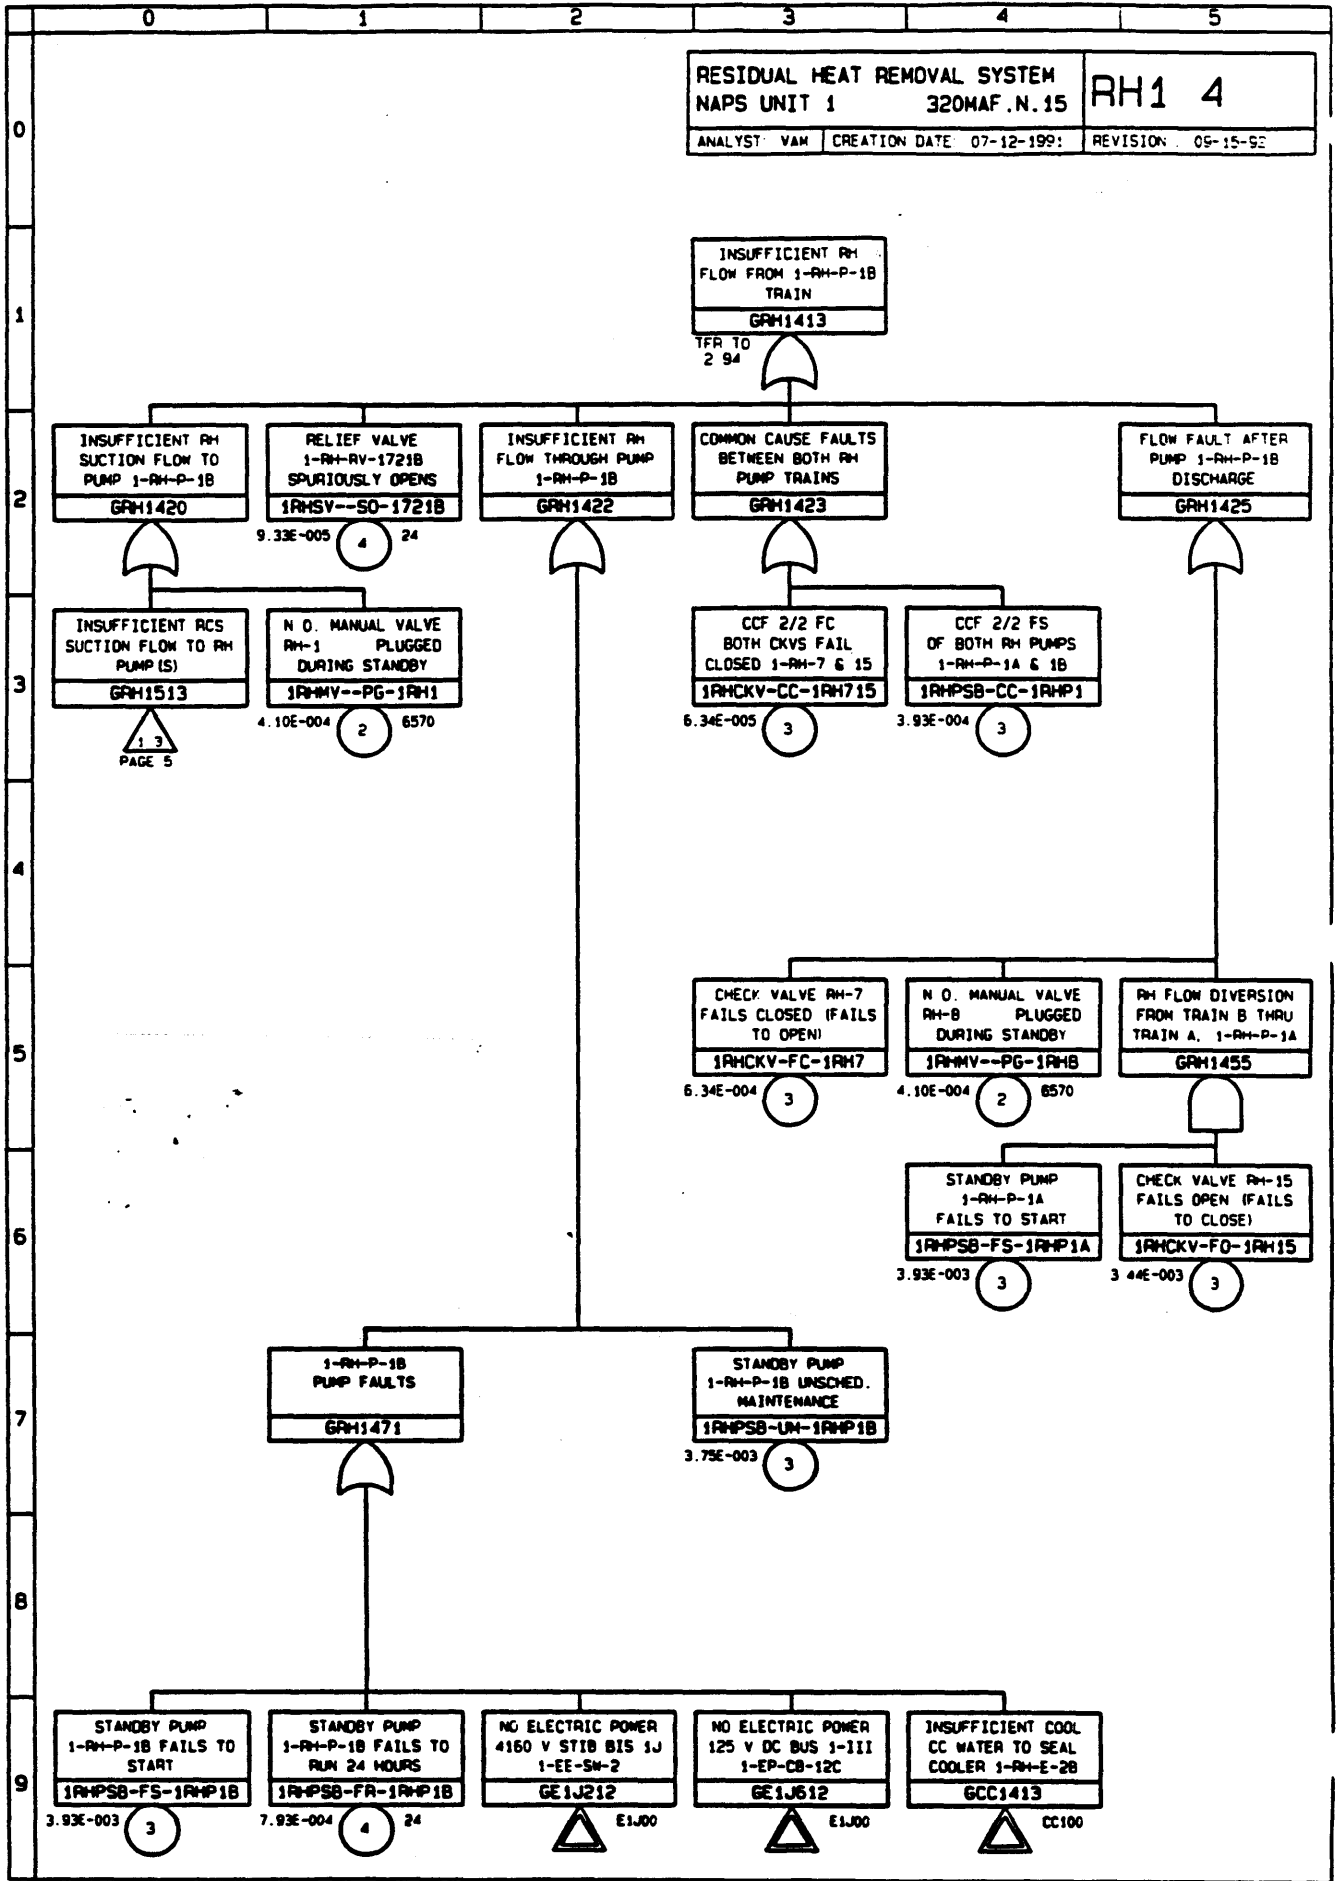 0 1 2 3 4 5
RESIDUAL HEAT REMOVAL SYSTEM
NAPS UNIT 1 320MAF.N.15
RH1 4
ANALYST: VAM CREATION DATE: 07-12-1991 REVISION:
0
INSUFFICIENT RH
FLOW FROM 1-RH-P-1B
TRAIN
GRH1413
TFR TO
2 94
1
INSUFFICIENT RH
SUCTION FLOW TO
PUMP 1-RH-P-1B
GRH1420
RELIEF VALVE
1-RH-RV-1721B
SPURIOUSLY OPENS
1RHSV--SO-1721B
9.33E-005 4 24
INSUFFICIENT RH
FLOW THROUGH PUMP
1-RH-P-1B
GRH1422
COMMON CAUSE FAULTS
BETWEEN BOTH RH
PUMP TRAINS
GRH1423
FLOW FAULT AFTER
PUMP 1-RH-P-1B
DISCHARGE
GRH1425
2
INSUFFICIENT RCS
SUCTION FLOW TO RH
PUMP(S)
GRH1513
1 3
PAGE 5
N O. MANUAL VALVE
RH-1 PLUGGED
DURING STANDBY
1RHMV--PG-1RH1
4.10E-004 2 6570
CCF 2/2 FC
BOTH CKVS FAIL
CLOSED 1-RH-7 & 15
1RHCKV-CC-1RH715
6.34E-005 3
CCF 2/2 FS
OF BOTH RH PUMPS
1-RH-P-1A & 1B
1RHPSB-CC-1RHP1
3.93E-004 3
3
4
CHECK VALVE RH-7
FAILS CLOSED (FAILS
TO OPEN)
1RHCKV-FC-1RH7
6.34E-004 3
N O. MANUAL VALVE
RH-8 PLUGGED
DURING STANDBY
1RHMV--PG-1RH8
4.10E-004 2 6570
RH FLOW DIVERSION
FROM TRAIN B THRU
TRAIN A, 1-RH-P-1A
GRH1455
5
STANDBY PUMP
1-RH-P-1A
FAILS TO START
1RHPSB-FS-1RHP1A
3.93E-003 3
CHECK VALVE RH-15
FAILS OPEN (FAILS
TO CLOSE)
1RHCKV-FO-1RH15
3 44E-003 3
6
1-RH-P-1B
PUMP FAULTS
GRH1471
STANDBY PUMP
1-RH-P-1B UNSCHED.
MAINTENANCE
1RHPSB-UM-1RHP1B
3.75E-003 3
7
8
STANDBY PUMP
1-RH-P-1B FAILS TO
START
1RHPSB-FS-1RHP1B
3.93E-003 3
STANDBY PUMP
1-RH-P-1B FAILS TO
RUN 24 HOURS
1RHPSB-FR-1RHP1B
7.93E-004 4 24
NO ELECTRIC POWER
4160 V STIB BIS 1J
1-EE-SW-2
GE1J212
E1J00
NO ELECTRIC POWER
125 V DC BUS 1-III
1-EP-CB-12C
GE1J612
E1J00
INSUFFICIENT COOL
CC WATER TO SEAL
COOLER 1-RH-E-2B
GCC1413
CC100
9